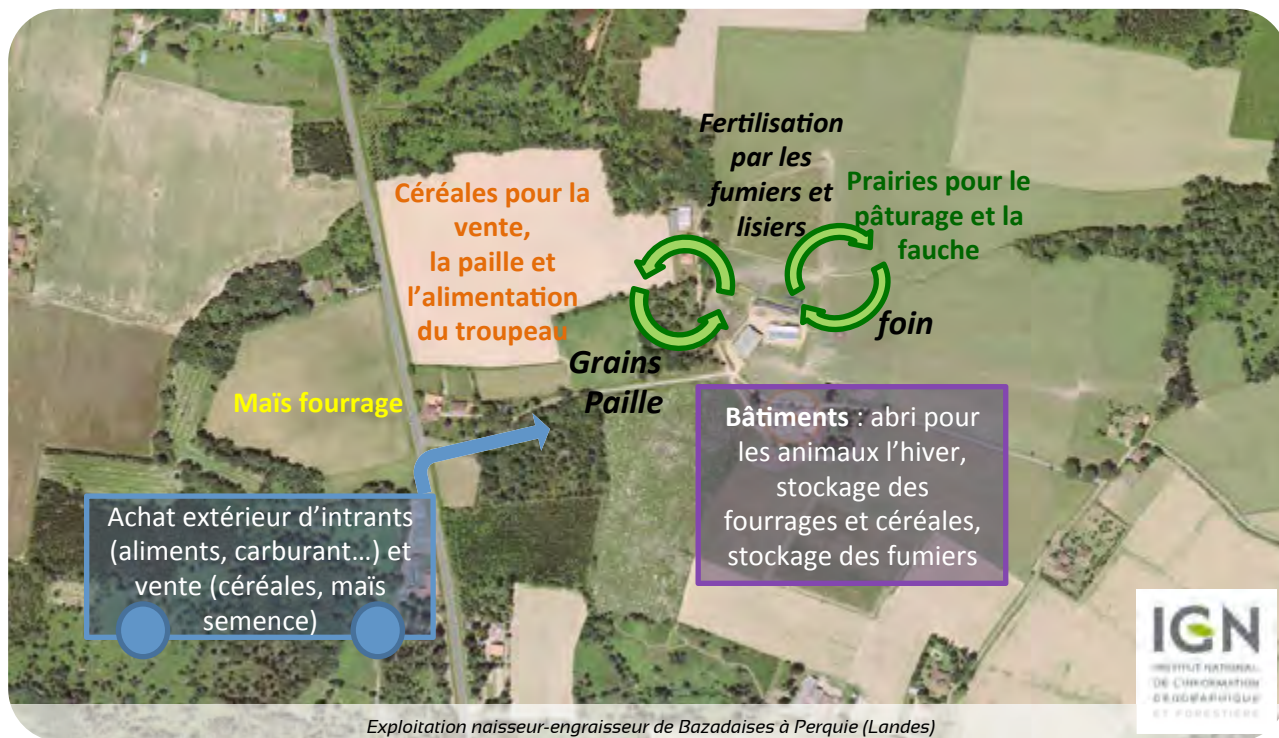 Fertilisation
par les
fumiers et
lisiers
Prairies pour le
pâturage et la
fauche
Céréales pour la
vente,
la paille et
l'alimentation
du troupeau
foin
Grains
Paille
Maïs fourrage
Bâtiments : abri pour
les animaux l'hiver,
stockage des
fourrages et céréales,
stockage des fumiers
Achat extérieur d'intrants
(aliments, carburant…) et
vente (céréales, maïs
semence)
IGN
INSTITUT NATIONAL
DE L'INFORMATION
GÉOGRAPHIQUE
ET FORESTIÈRE
Exploitation naisseur-engraisseur de Bazadaises à Perquie (Landes)